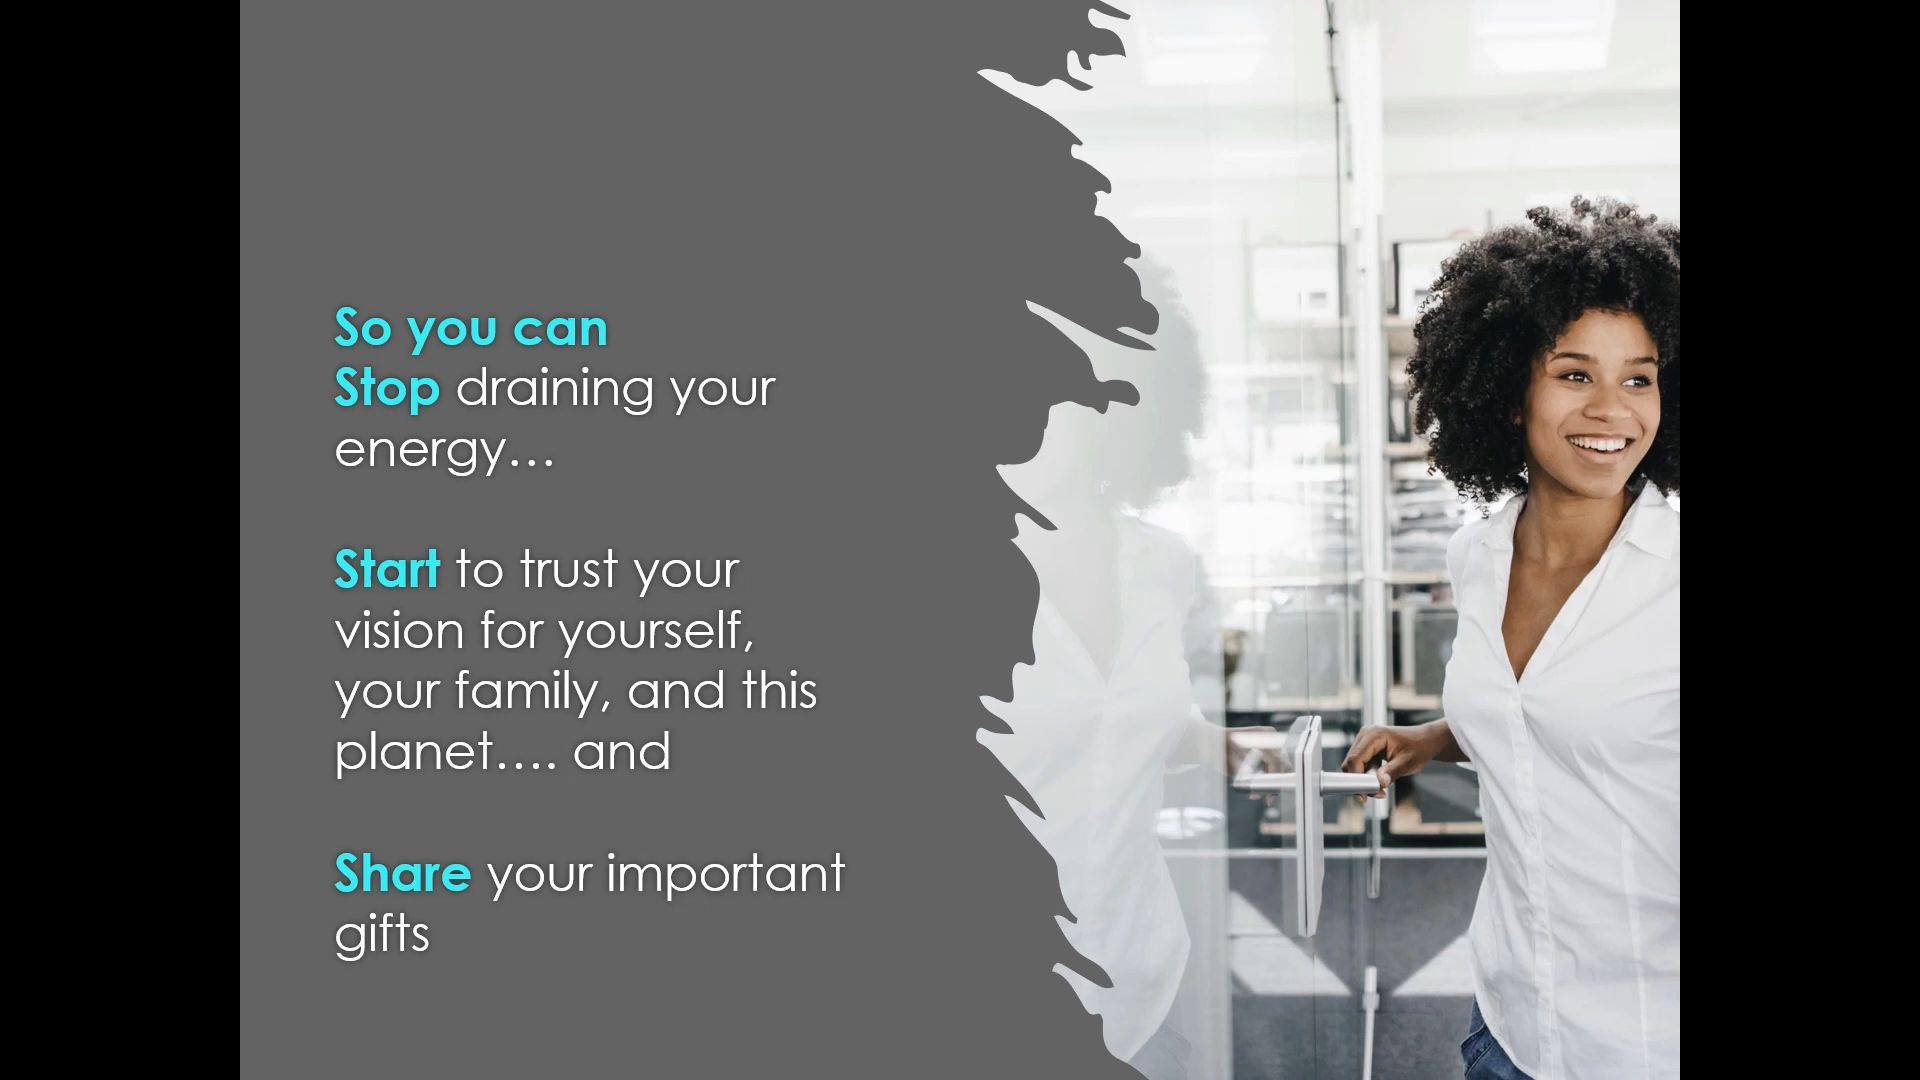 So you can
Stop draining your
energy…
Start to trust your
vision for yourself,
your family, and this
planet…. and
Share your important
gifts